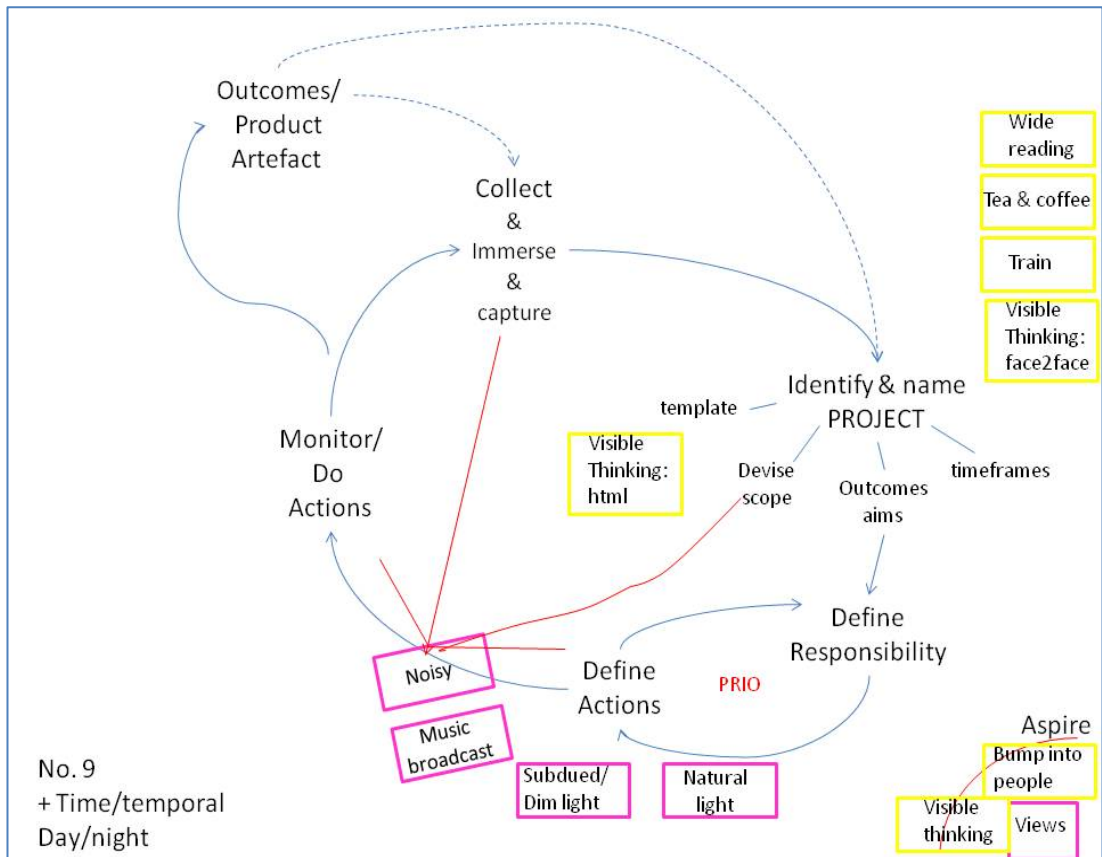 Outcomes/
Product
Artefact
Collect
&
Immerse
&
capture
Wide
reading
Tea & coffee
Train
Visible
Thinking:
face2face
Identify & name
PROJECT
template
Devise
scope
Outcomes
aims
timeframes
Visible
Thinking:
html
Monitor/
Do
Actions
Define
Responsibility
PRIO
Define
Actions
Noisy
Music
broadcast
Subdued/
Dim light
Natural
light
Aspire
Bump into
people
Visible
thinking
Views
No. 9
+ Time/temporal
Day/night